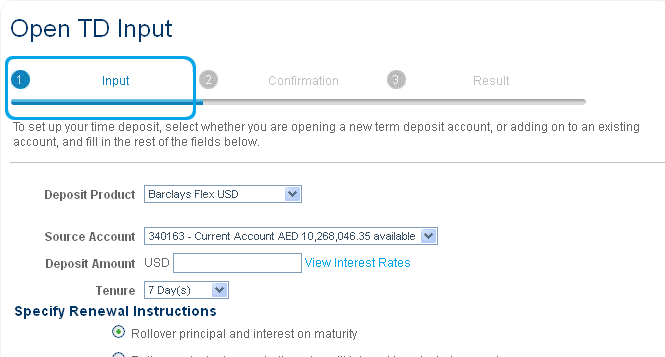 Open TD Input
1 Input 2 Confirmation 3 Result
To set up your time deposit, select whether you are opening a new term deposit account, or adding on to an existing
account, and fill in the rest of the fields below.
Deposit Product Barclays Flex USD
Source Account 340163 - Current Account AED 10,268,046.35 available
Deposit Amount USD View Interest Rates
Tenure 7 Day(s)
Specify Renewal Instructions
Rollover principal and interest on maturity